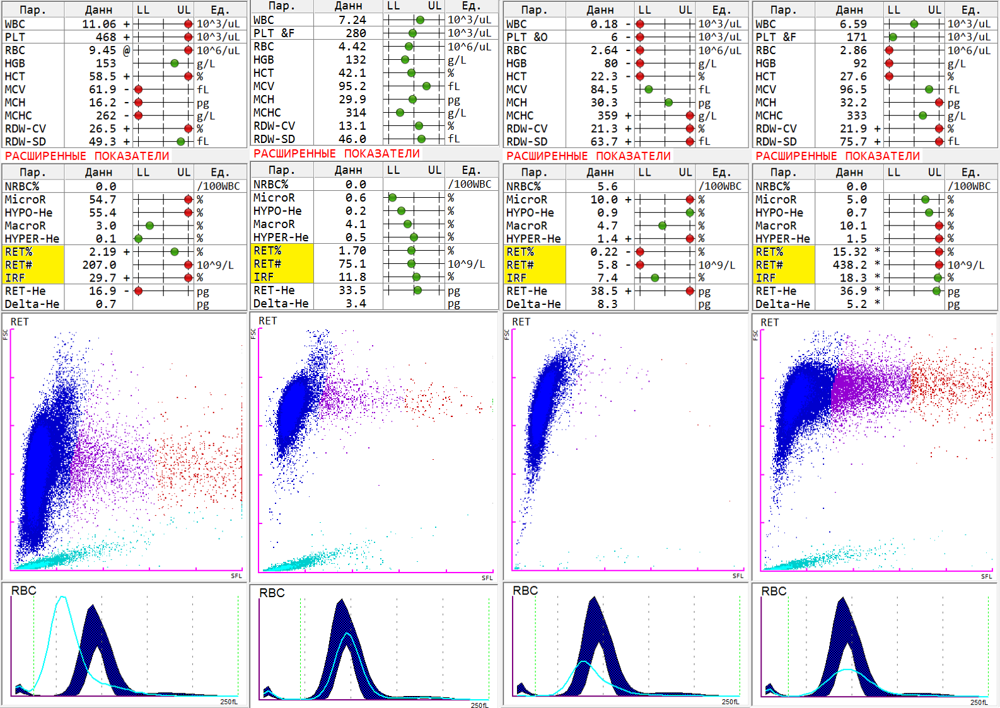 Пар. Данн LL UL Ед.
WBC 11.06 + 10^3/uL
PLT 468 + 10^3/uL
RBC 9.45 @ 10^6/uL
HGB 153 g/L
HCT 58.5 + %
MCV 61.9 - fL
MCH 16.2 - pg
MCHC 262 - g/L
RDW-CV 26.5 + %
RDW-SD 49.3 + fL
РАСШИРЕННЫЕ ПОКАЗАТЕЛИ
Пар. Данн LL UL Ед.
NRBC% 0.0 /100WBC
MicroR 54.7 %
HYPO-He 55.4 %
MacroR 3.0 %
HYPER-He 0.1 %
RET% 2.19 + %
RET# 207.0 10^9/L
IRF 29.7 + %
RET-He 16.9 - pg
Delta-He 0.7 pg
RET
FSC
SFL
RBC
250fL
Пар. Данн LL UL Ед.
WBC 7.24 10^3/uL
PLT &F 280 10^3/uL
RBC 4.42 10^6/uL
HGB 132 g/L
HCT 42.1 %
MCV 95.2 fL
MCH 29.9 pg
MCHC 314 g/L
RDW-CV 13.1 %
RDW-SD 46.0 fL
РАСШИРЕННЫЕ ПОКАЗАТЕЛИ
Пар. Данн LL UL Ед.
NRBC% 0.0 /100WBC
MicroR 0.6 %
HYPO-He 0.2 %
MacroR 4.1 %
HYPER-He 0.5 %
RET% 1.70 %
RET# 75.1 10^9/L
IRF 11.8 %
RET-He 33.5 pg
Delta-He 3.4 pg
RET
FSC
SFL
RBC
250fL
Пар. Данн LL UL Ед.
WBC 0.18 - 10^3/uL
PLT &O 6 - 10^3/uL
RBC 2.64 - 10^6/uL
HGB 80 - g/L
HCT 22.3 - %
MCV 84.5 fL
MCH 30.3 pg
MCHC 359 + g/L
RDW-CV 21.3 + %
RDW-SD 63.7 + fL
РАСШИРЕННЫЕ ПОКАЗАТЕЛИ
Пар. Данн LL UL Ед.
NRBC% 5.6 /100WBC
MicroR 10.0 + %
HYPO-He 0.9 %
MacroR 4.7 %
HYPER-He 1.4 + %
RET% 0.22 - %
RET# 5.8 - 10^9/L
IRF 7.4 %
RET-He 38.5 + pg
Delta-He 8.3 pg
RET
FSC
SFL
RBC
250fL
Пар. Данн LL UL Ед.
WBC 6.59 10^3/uL
PLT &F 171 10^3/uL
RBC 2.86 10^6/uL
HGB 92 g/L
HCT 27.6 %
MCV 96.5 fL
MCH 32.2 pg
MCHC 333 g/L
RDW-CV 21.9 + %
RDW-SD 75.7 + fL
РАСШИРЕННЫЕ ПОКАЗАТЕЛИ
Пар. Данн LL UL Ед.
NRBC% 0.0 /100WBC
MicroR 5.0 %
HYPO-He 0.7 %
MacroR 10.1 %
HYPER-He 1.5 %
RET% 15.32 * %
RET# 438.2 * 10^9/L
IRF 18.3 * %
RET-He 36.9 * pg
Delta-He 5.2 * pg
RET
FSC
SFL
RBC
250fL